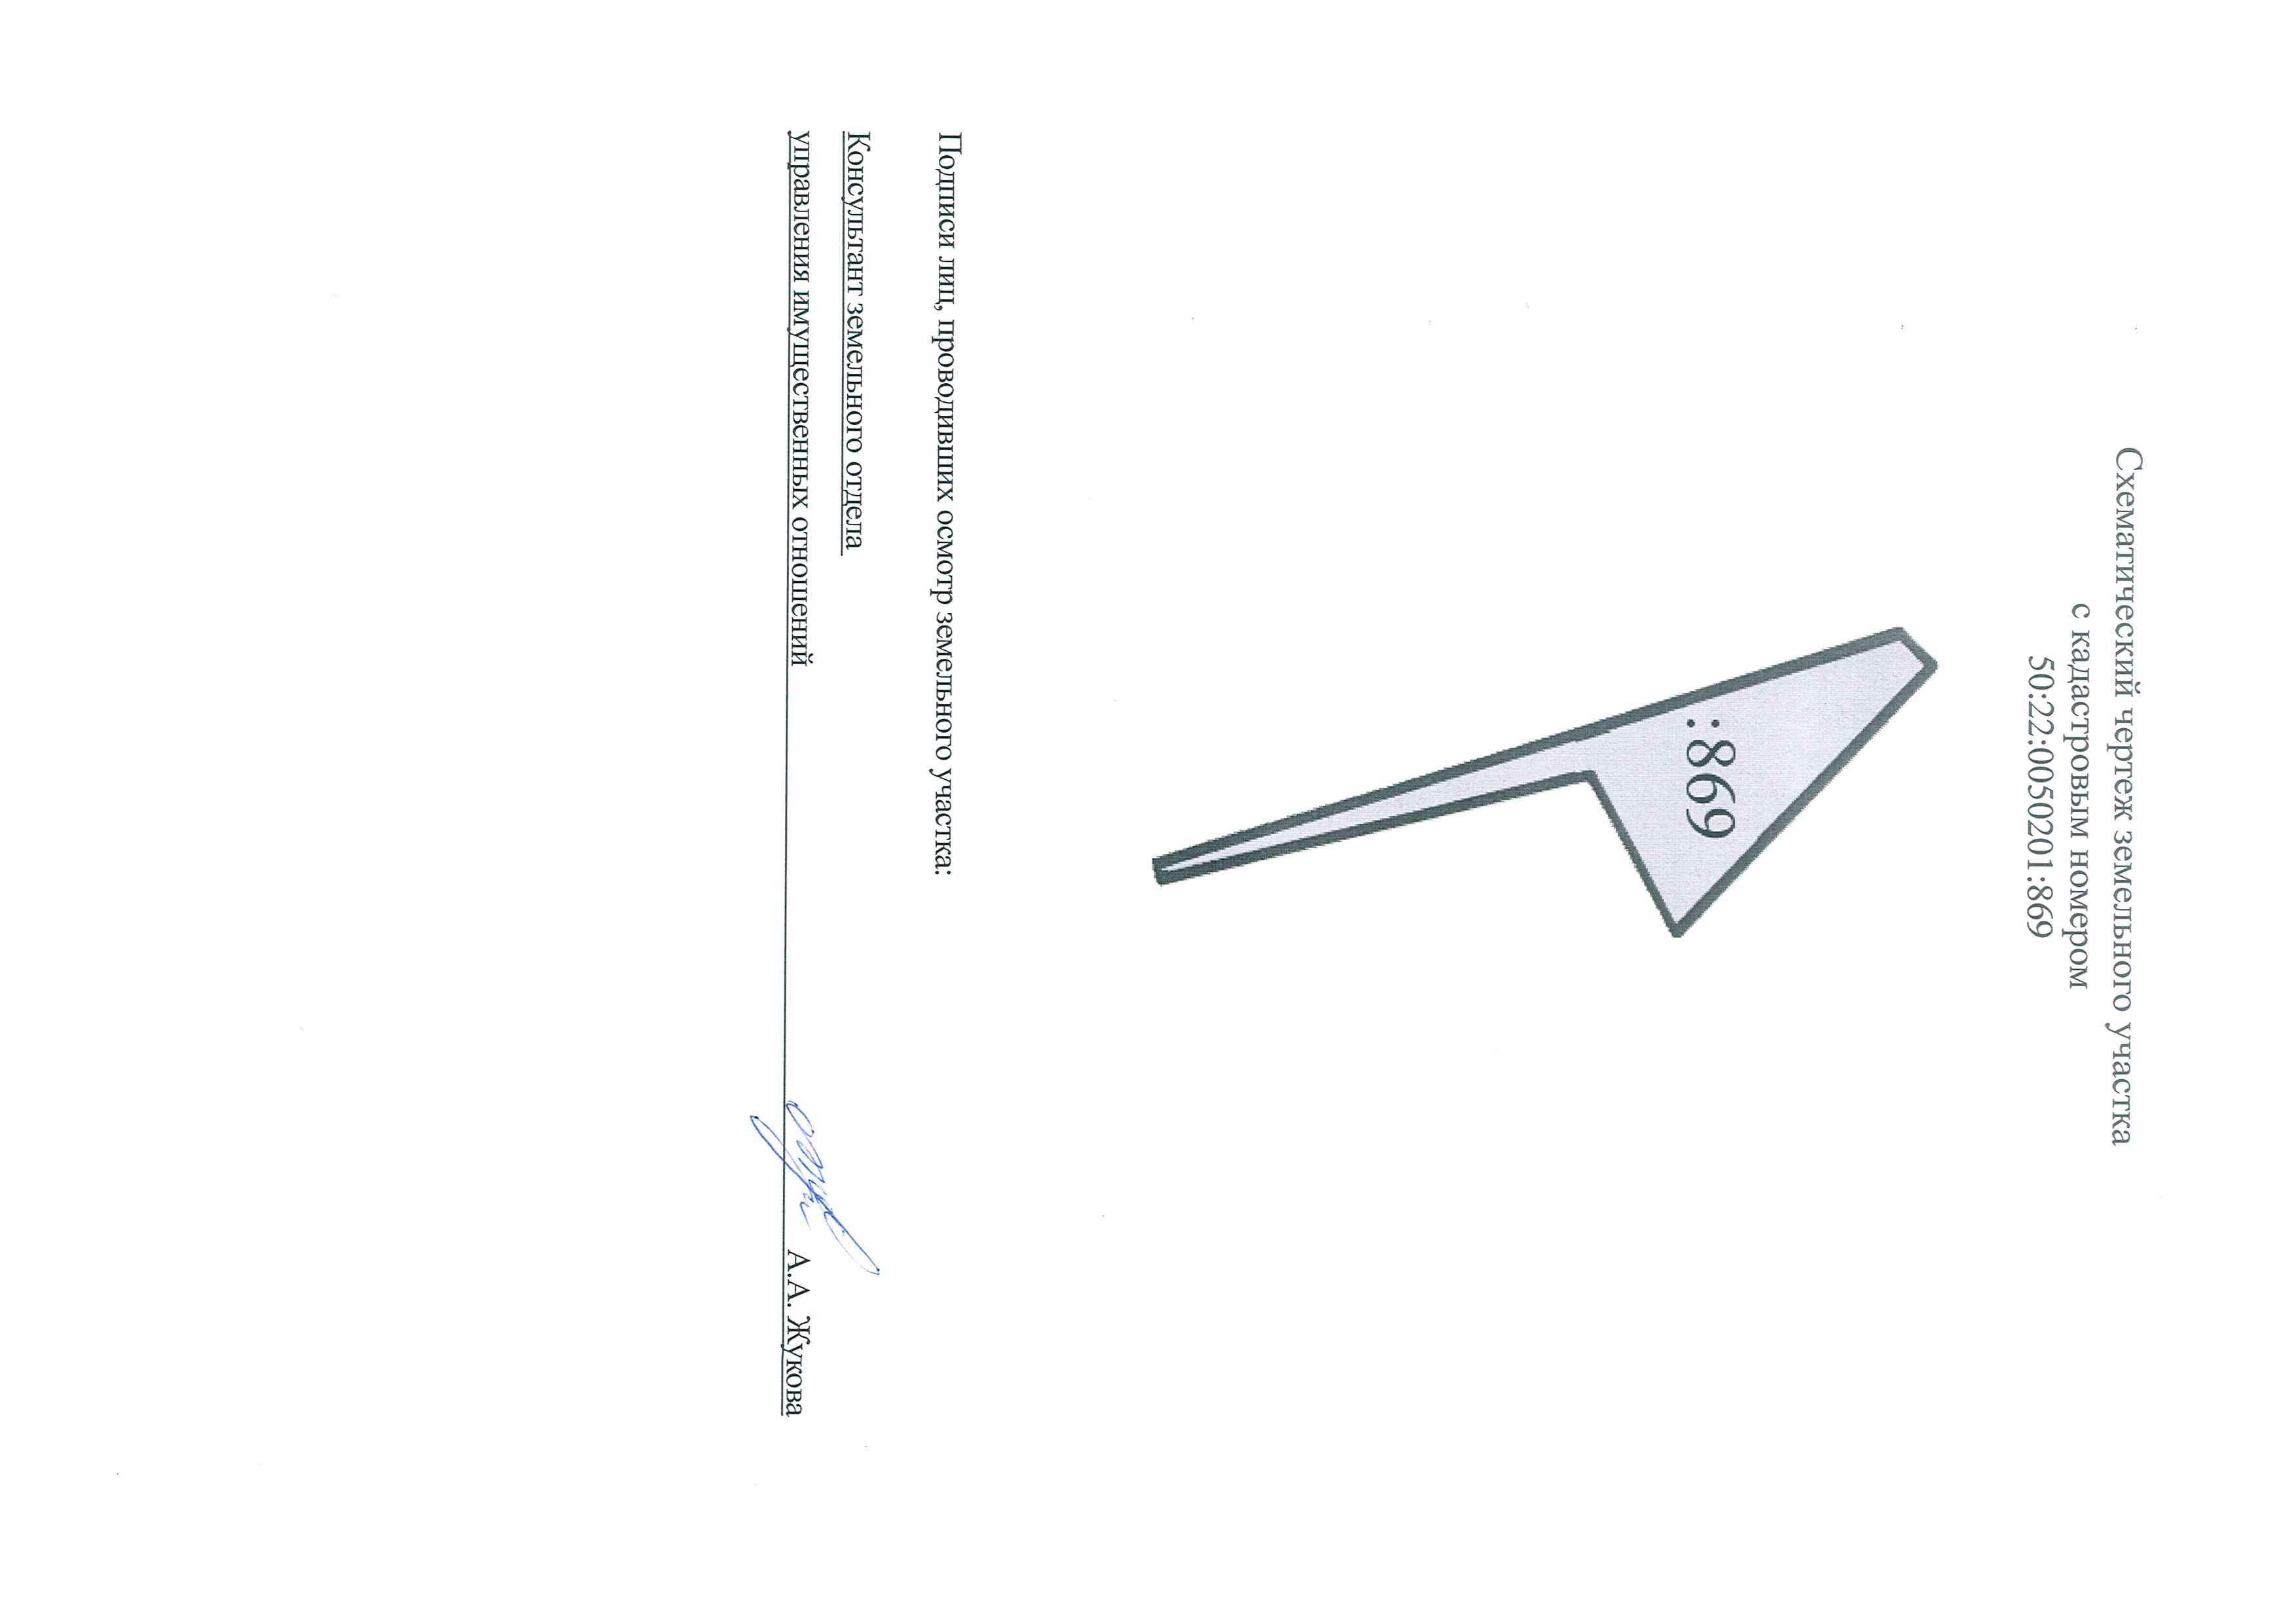 Схематический чертеж земельного участка
с кадастровым номером
50:22:0050201:869
:869
Подписи лиц, проводивших осмотр земельного участка:
Консультант земельного отдела
управления имущественных отношений А.А. Жукова